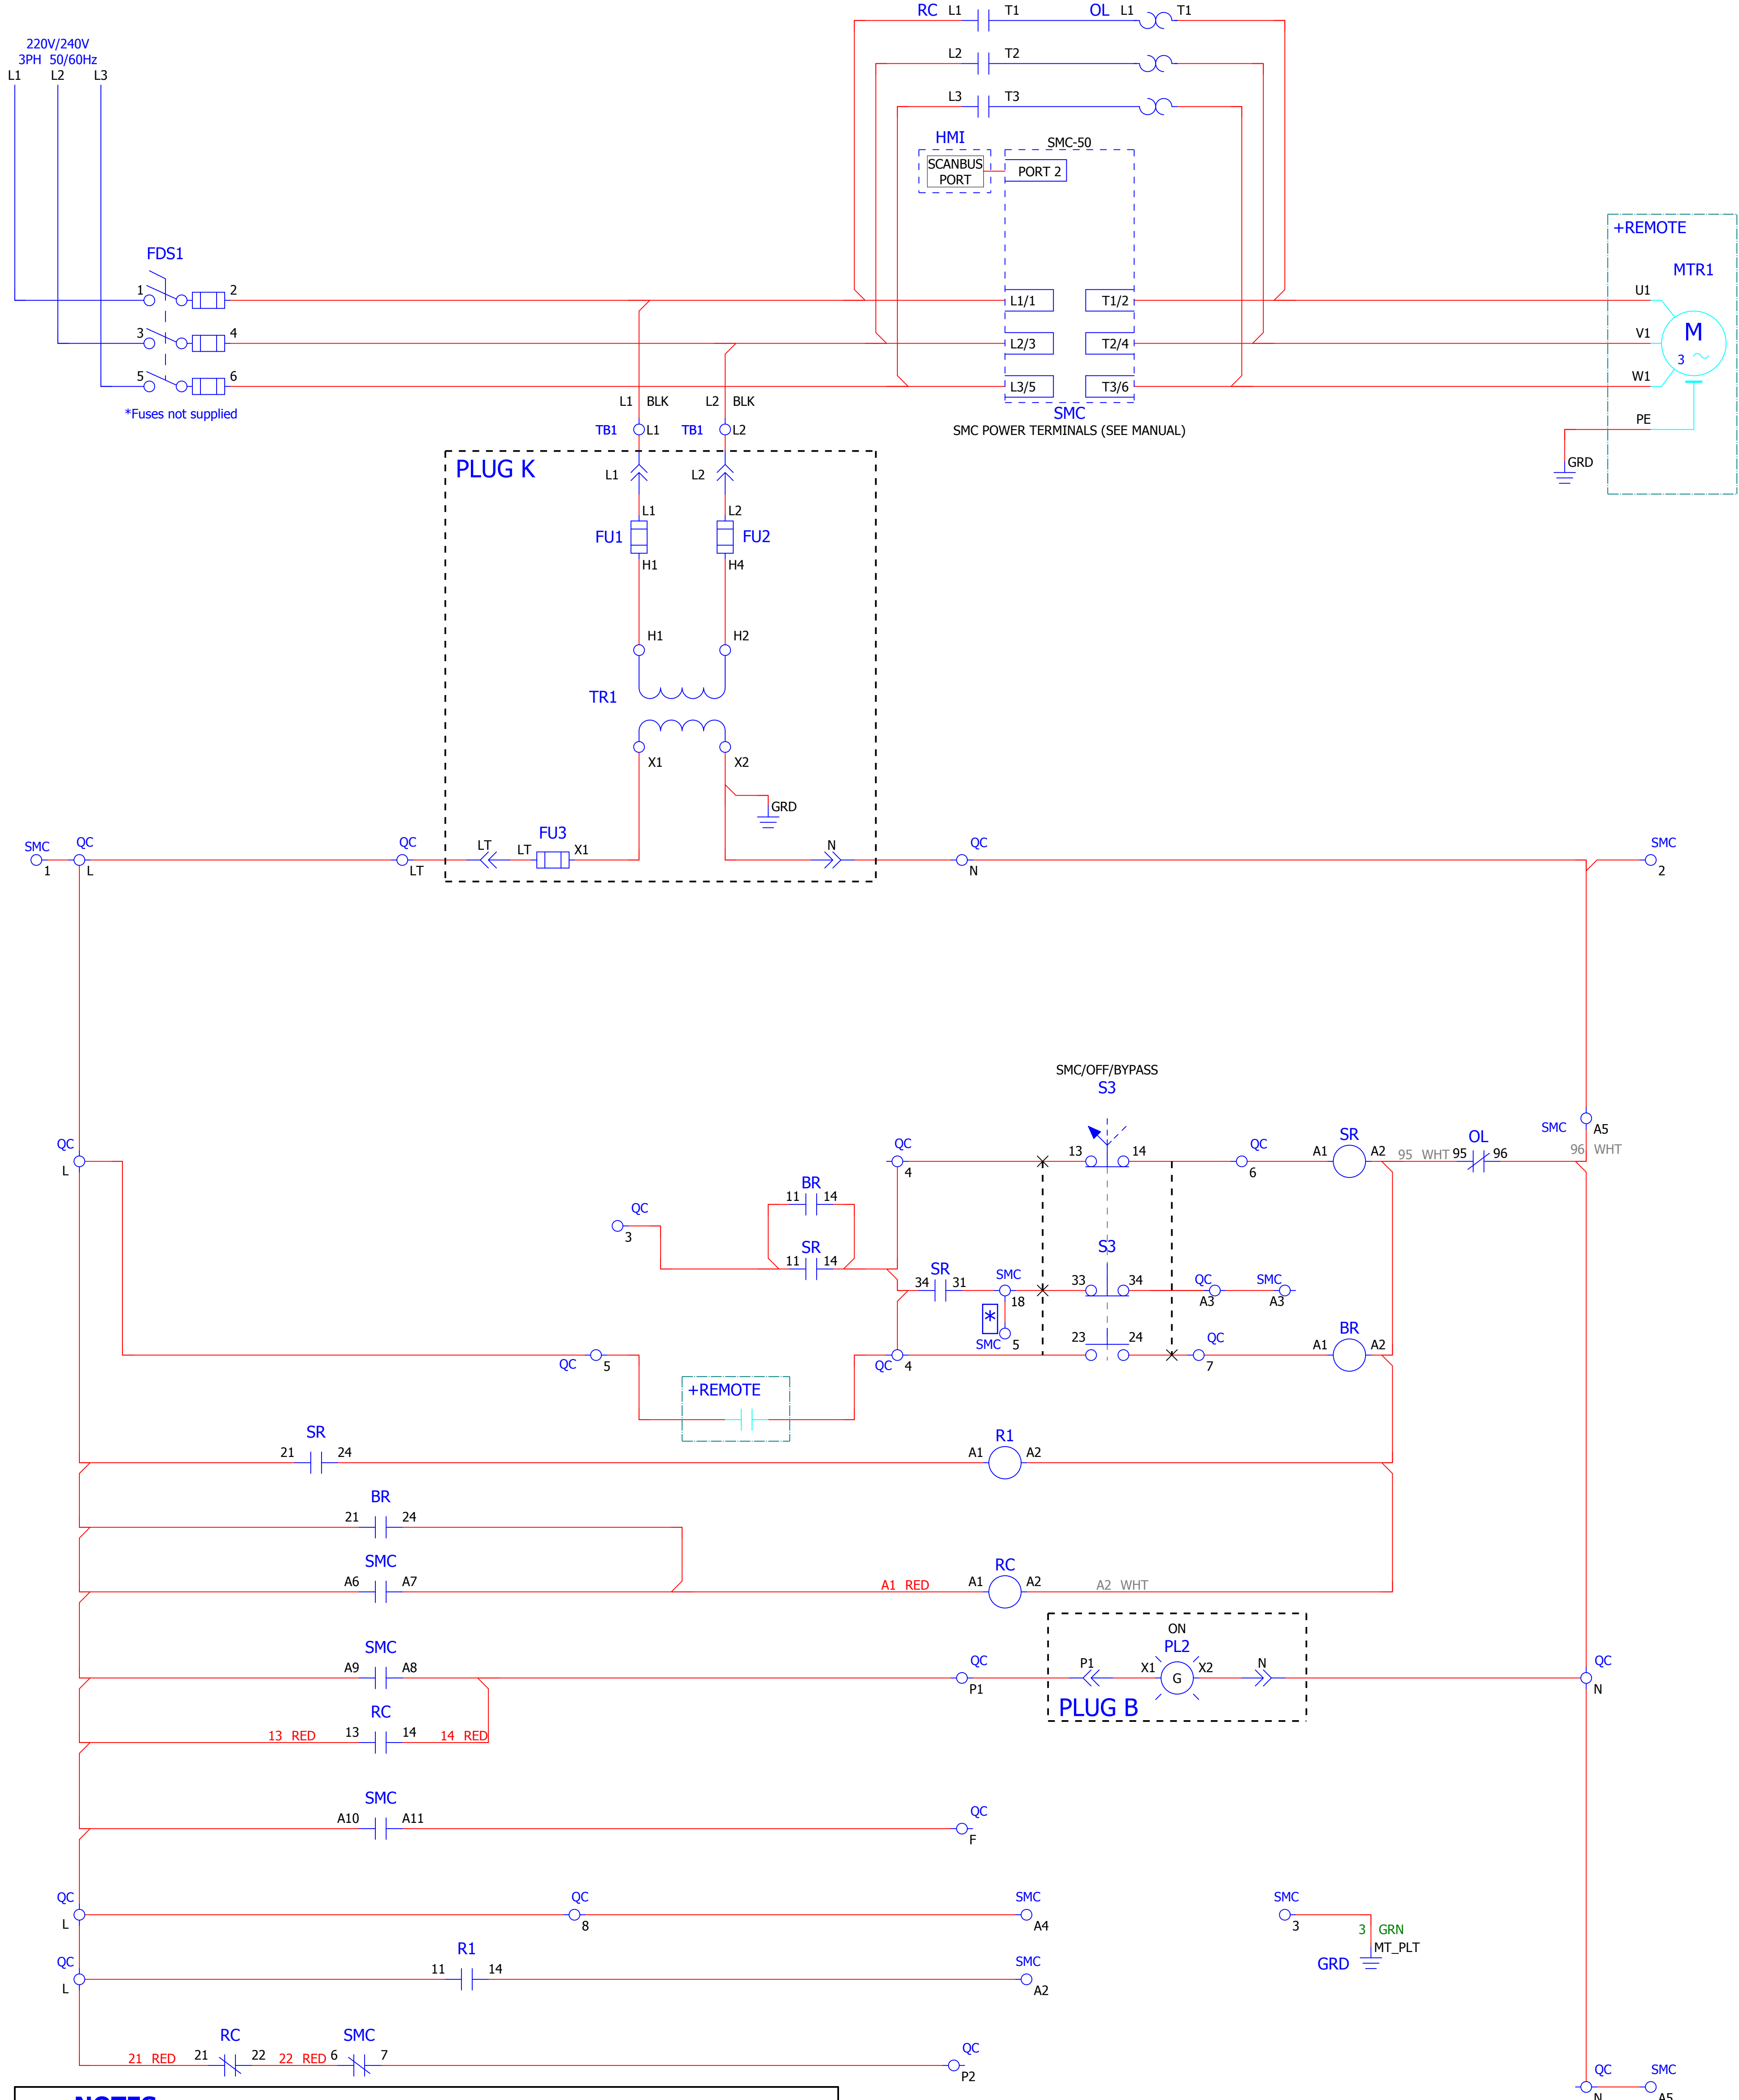 RC L1 T1 OL L1 T1
220V/240V
3PH 50/60Hz
L1 L2 L3
L2 T2
L3 T3
HMI
SMC-50
SCANBUS
PORT
PORT 2
+REMOTE
MTR1
FDS1
1 2
L1/1 T1/2
U1
3 4
L2/3 T2/4
V1
M
3
5 6
L3/5 T3/6
W1
*Fuses not supplied
L1 BLK L2 BLK
SMC
PE
TB1 L1 TB1 L2
SMC POWER TERMINALS (SEE MANUAL)
GRD
PLUG K
L1 L2
L1 L2
FU1 FU2
H1 H4
H1 H2
TR1
X1 X2
GRD
SMC QC QC FU3 QC SMC
LT LT X1 N
1 L LT N 2
SMC/OFF/BYPASS
S3
SMC A5
96 WHT
QC QC 13 14 QC SR OL
A1 A2 95 WHT 95 96
L 4 6
BR
11 14
QC
3
SR
11 14
S3
SR SMC QC SMC
34 31 33 34
18 A3 A3
*
SMC 5
23 24 QC BR
A1 A2
QC 5 QC 4 7
+REMOTE
SR R1
21 24 A1 A2
BR
21 24
SMC RC
A6 A7 A1 RED A1 A2 A2 WHT
ON
SMC QC PL2 QC
A9 A8 P1 X1 G X2 N
P1 N
RC PLUG B
13 RED 13 14 14 RED
SMC QC
A10 A11
F
QC QC SMC SMC
L 8 A4 3
3 GRN
MT_PLT
GRD
QC R1 SMC
11 14
L A2
RC SMC QC
21 RED 21 22 22 RED 6 7
P2
QC SMC
N A5
NOTES